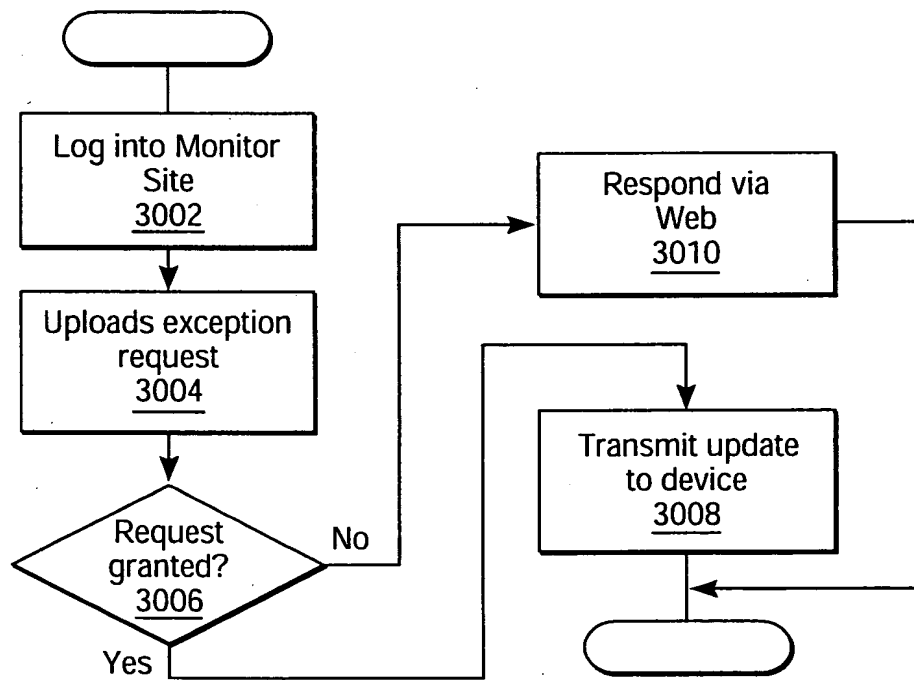 Log into Monitor
Site
3002
Uploads exception
request
3004
Request
granted?
3006
No
Yes
Respond via
Web
3010
Transmit update
to device
3008